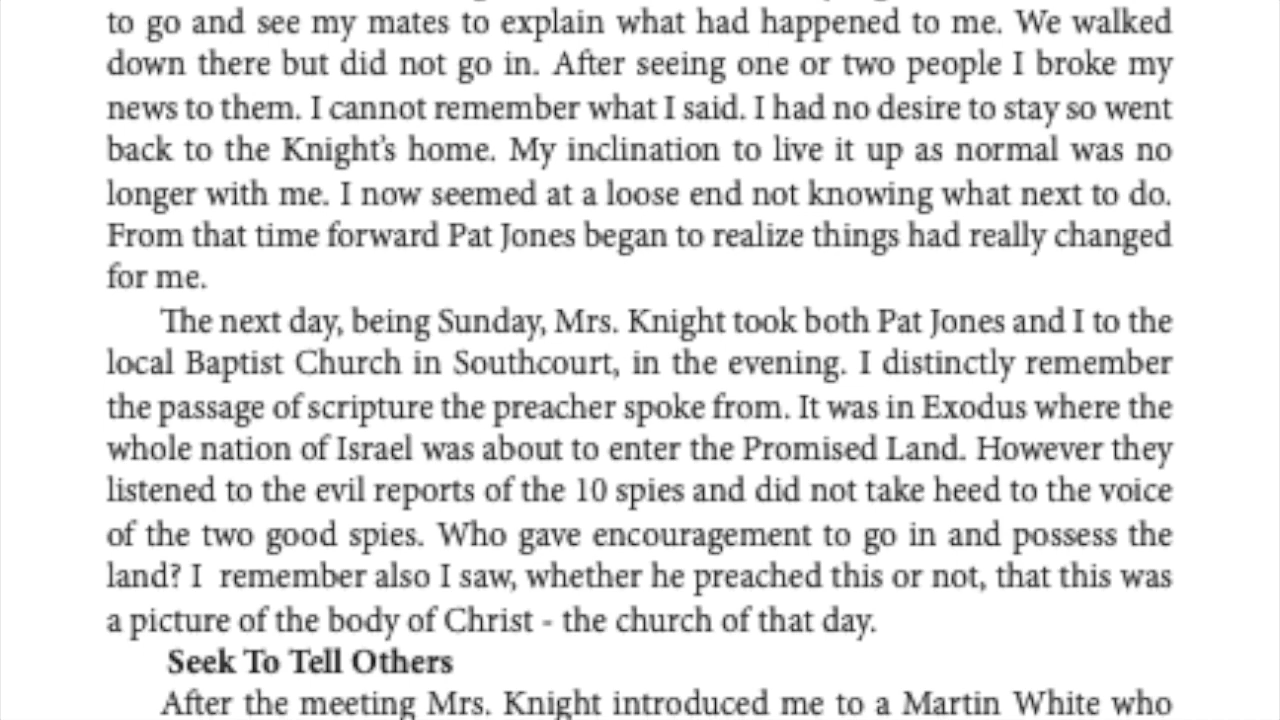 to go and see my mates to explain what had happened to me. We walked
down there but did not go in. After seeing one or two people I broke my
news to them. I cannot remember what I said. I had no desire to stay so went
back to the Knight's home. My inclination to live it up as normal was no
longer with me. I now seemed at a loose end not knowing what next to do.
From that time forward Pat Jones began to realize things had really changed
for me.
The next day, being Sunday, Mrs. Knight took both Pat Jones and I to the
local Baptist Church in Southcourt, in the evening. I distinctly remember
the passage of scripture the preacher spoke from. It was in Exodus where the
whole nation of Israel was about to enter the Promised Land. However they
listened to the evil reports of the 10 spies and did not take heed to the voice
of the two good spies. Who gave encouragement to go in and possess the
land? I  remember also I saw, whether he preached this or not, that this was
a picture of the body of Christ - the church of that day.
Seek To Tell Others
After the meeting Mrs. Knight introduced me to a Martin White who